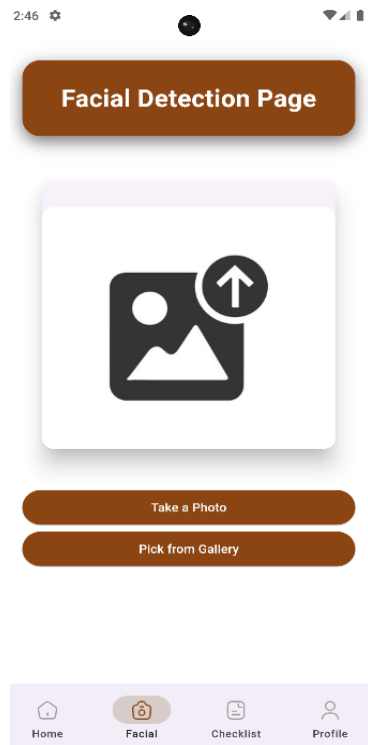 2:46
Facial Detection Page
Take a Photo
Pick from Gallery
Home Facial Checklist Profile